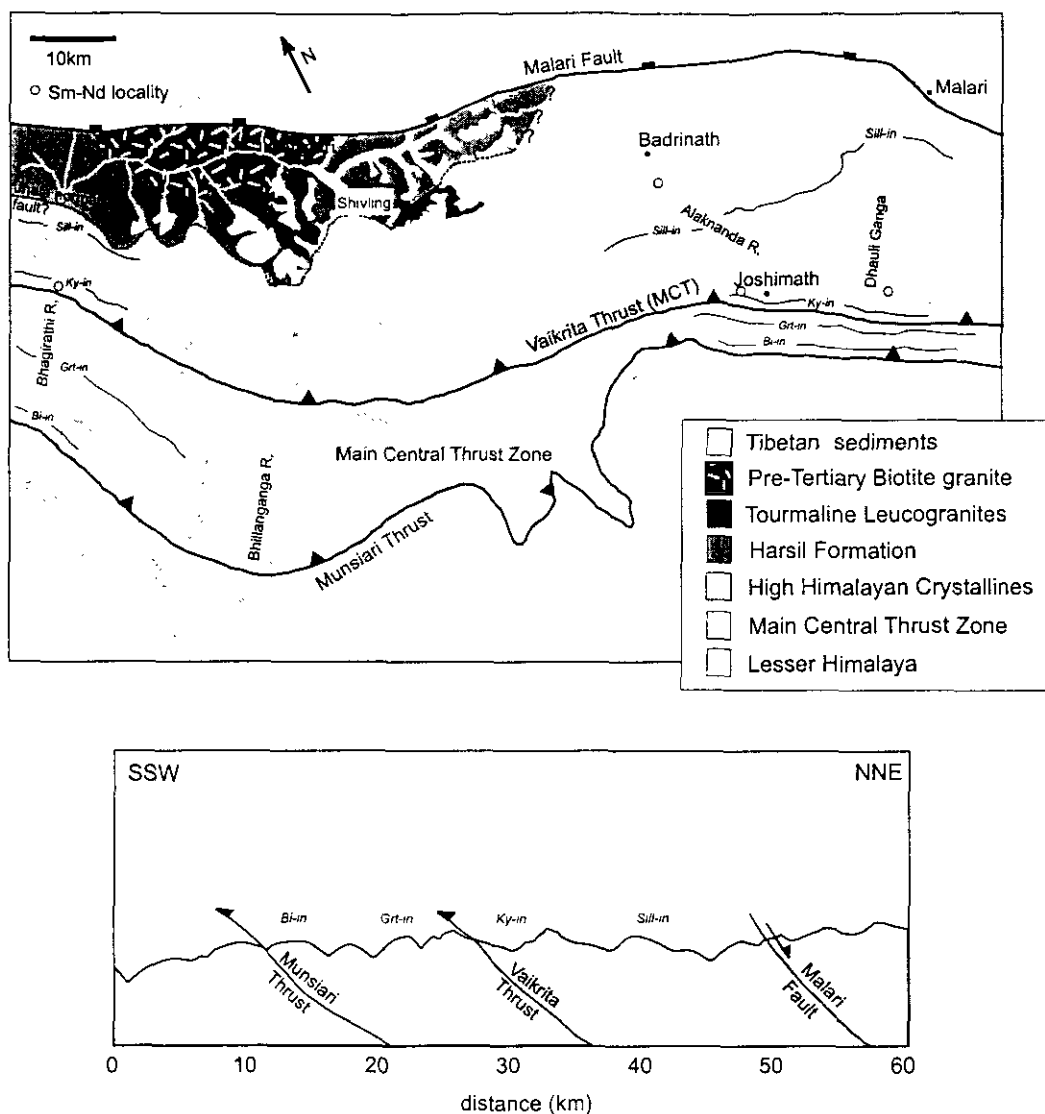 10km
N
Sm-Nd locality
Malari Fault
Malari
Badrinath
Sill-in
Shivling
fault?
Sill-in
Alaknanda R.
Sill-in
Dhauli Ganga
Ky-in
Joshimath
Ky-in
Vaikrita Thrust (MCT)
Grt-in
Bi-in
Bhagirathi R.
Grt-in
Bi-in
Main Central Thrust Zone
Bhillanganga R.
Munsiari Thrust
? ? ? ?
Tibetan sediments
Pre-Tertiary Biotite granite
Tourmaline Leucogranites
Harsil Formation
High Himalayan Crystallines
Main Central Thrust Zone
Lesser Himalaya
SSW
NNE
Bi-in
Grt-in
Ky-in
Sill-in
Munsiari
Thrust
Vaikrita
Thrust
Malari
Fault
0 10 20 30 40 50 60
distance (km)